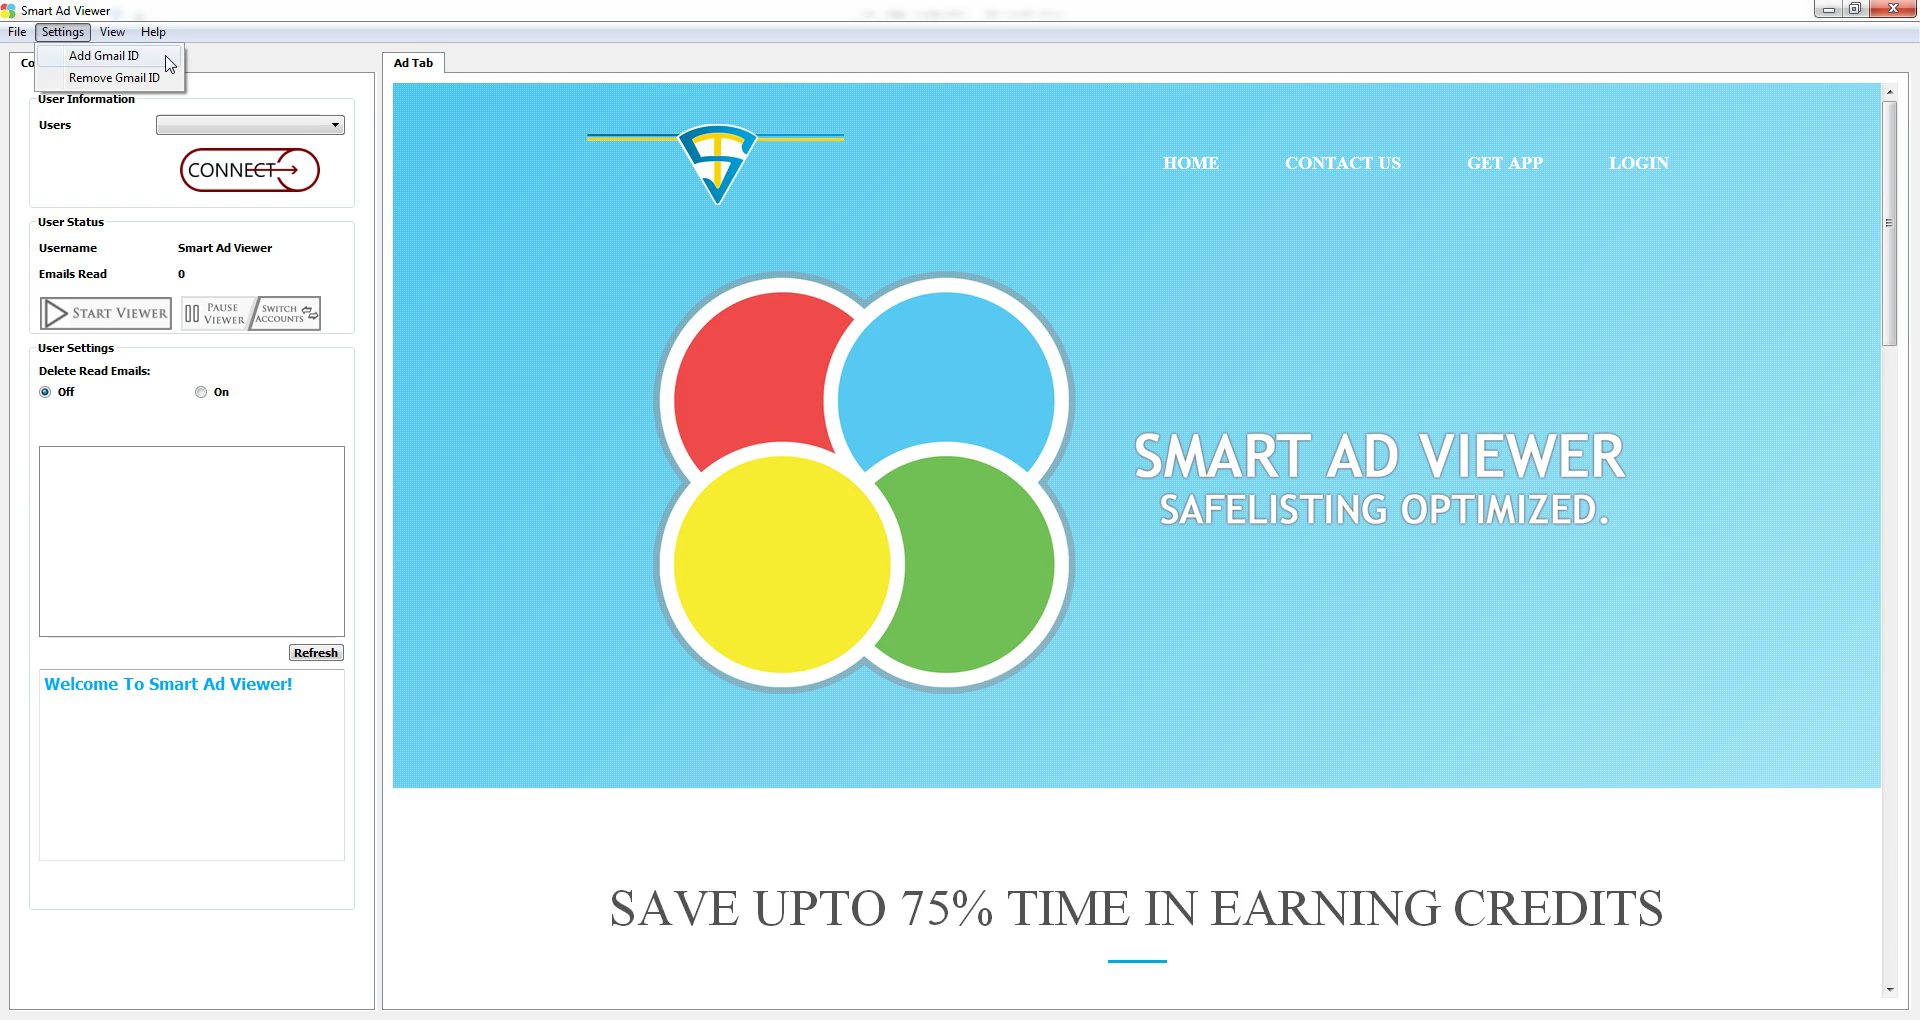 Smart Ad Viewer
File Settings View Help
Add Gmail ID
Remove Gmail ID
Co
Ad Tab
User Information
Users
CONNECT
User Status
Username Smart Ad Viewer
Emails Read 0
START VIEWER
PAUSE VIEWER
SWITCH ACCOUNTS
User Settings
Delete Read Emails:
Off On
Refresh
Welcome To Smart Ad Viewer!
HOME CONTACT US GET APP LOGIN
SMART AD VIEWER
SAFELISTING OPTIMIZED.
SAVE UPTO 75% TIME IN EARNING CREDITS